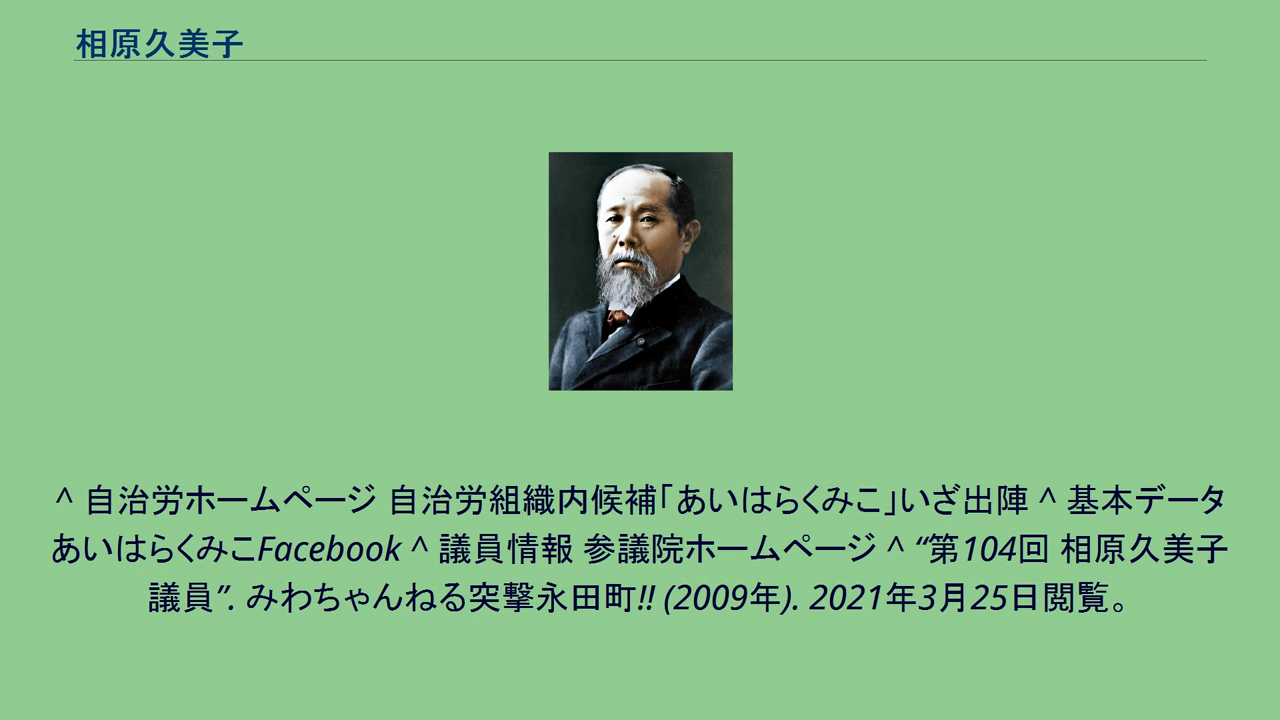 相原久美子
^ 自治労ホームページ 自治労組織内候補「あいはらくみこ」いざ出陣 ^ 基本データ
あいはらくみこFacebook ^ 議員情報 参議院ホームページ ^ “第104回 相原久美子
議員”. みわちゃんねる突撃永田町!! (2009年). 2021年3月25日閲覧。